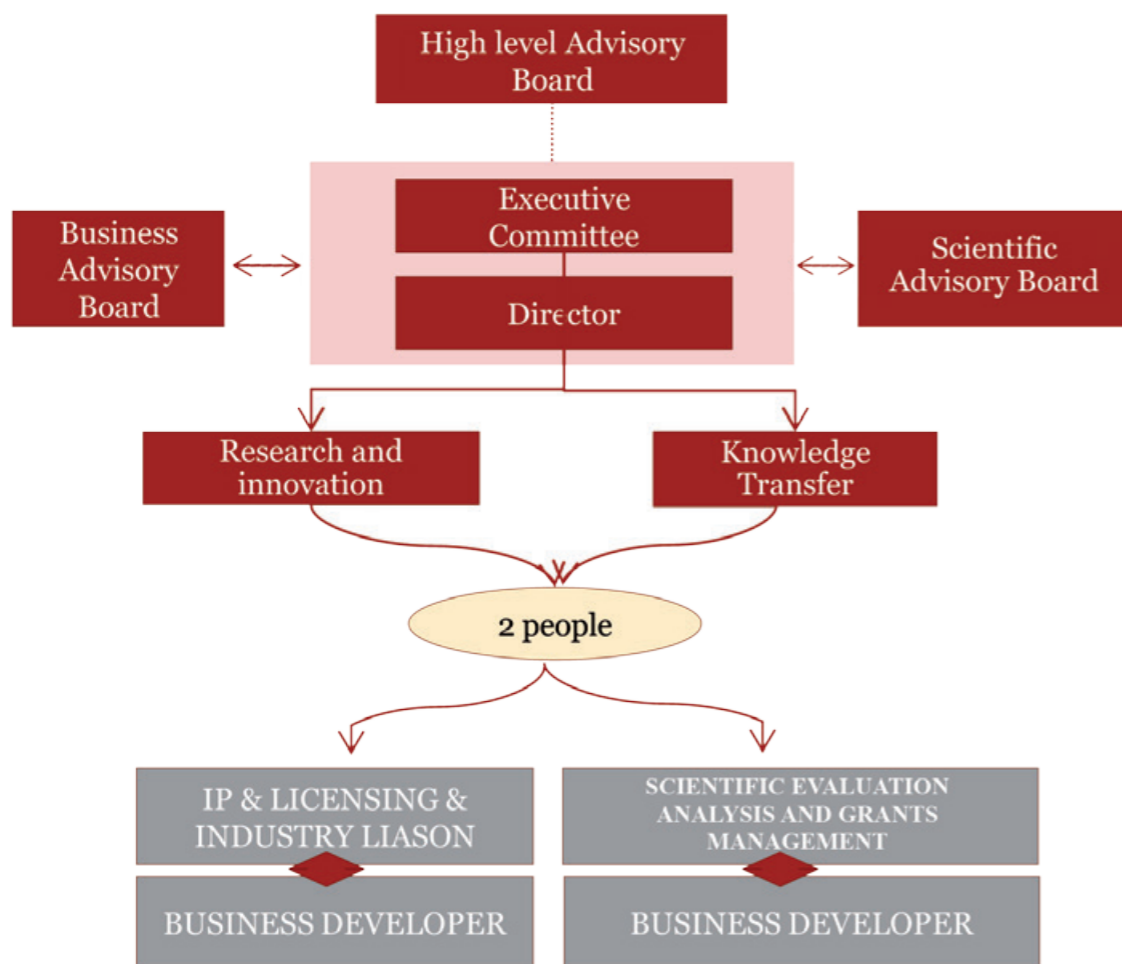 High level Advisory
Board
Executive
Committee
Business
Advisory
Board
Scientific
Advisory Board
Director
Research and
innovation
Knowledge
Transfer
2 people
IP & LICENSING &
INDUSTRY LIASON
SCIENTIFIC EVALUATION
ANALYSIS AND GRANTS
MANAGEMENT
BUSINESS DEVELOPER
BUSINESS DEVELOPER